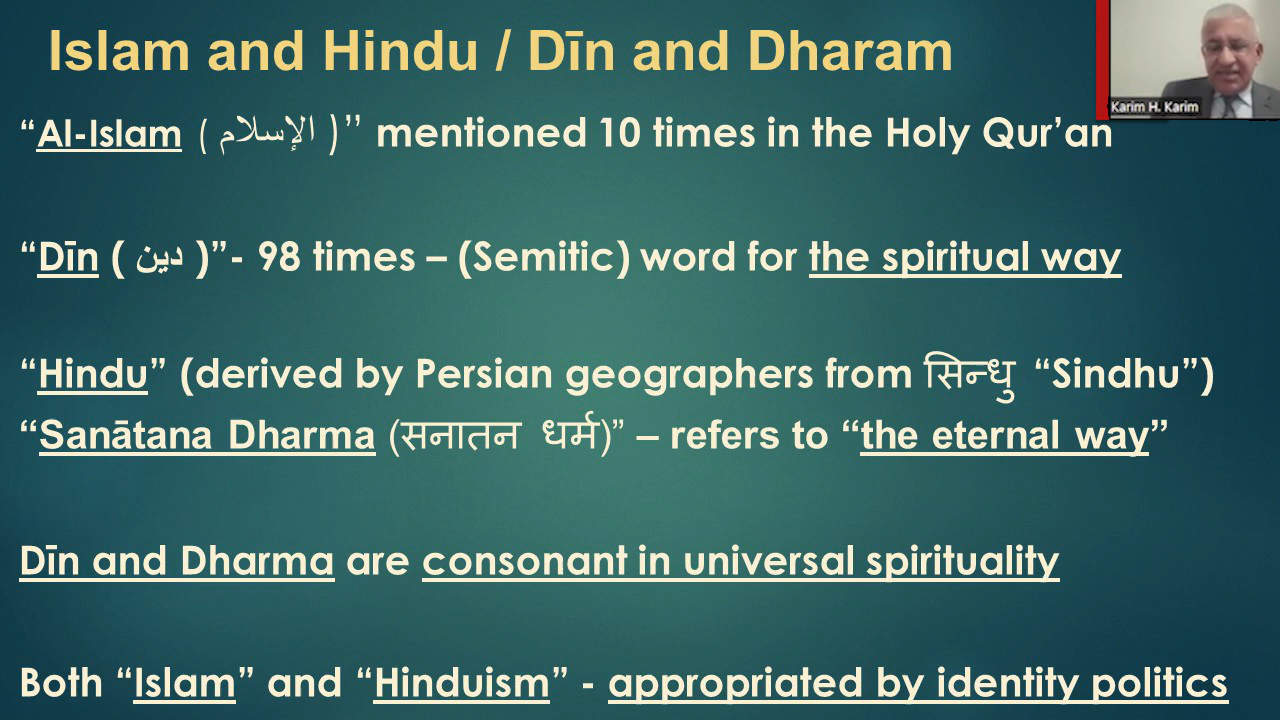 Islam and Hindu / Dīn and Dharam
Karim H. Karim
“Al-Islam ( الإسلام )” mentioned 10 times in the Holy Qur’an
“Dīn ( دين )”- 98 times – (Semitic) word for the spiritual way
“Hindu” (derived by Persian geographers from सिन्धु “Sindhu”)
“Sanātana Dharma (सनातन धर्म)” – refers to “the eternal way”
Dīn and Dharma are consonant in universal spirituality
Both “Islam” and “Hinduism” - appropriated by identity politics